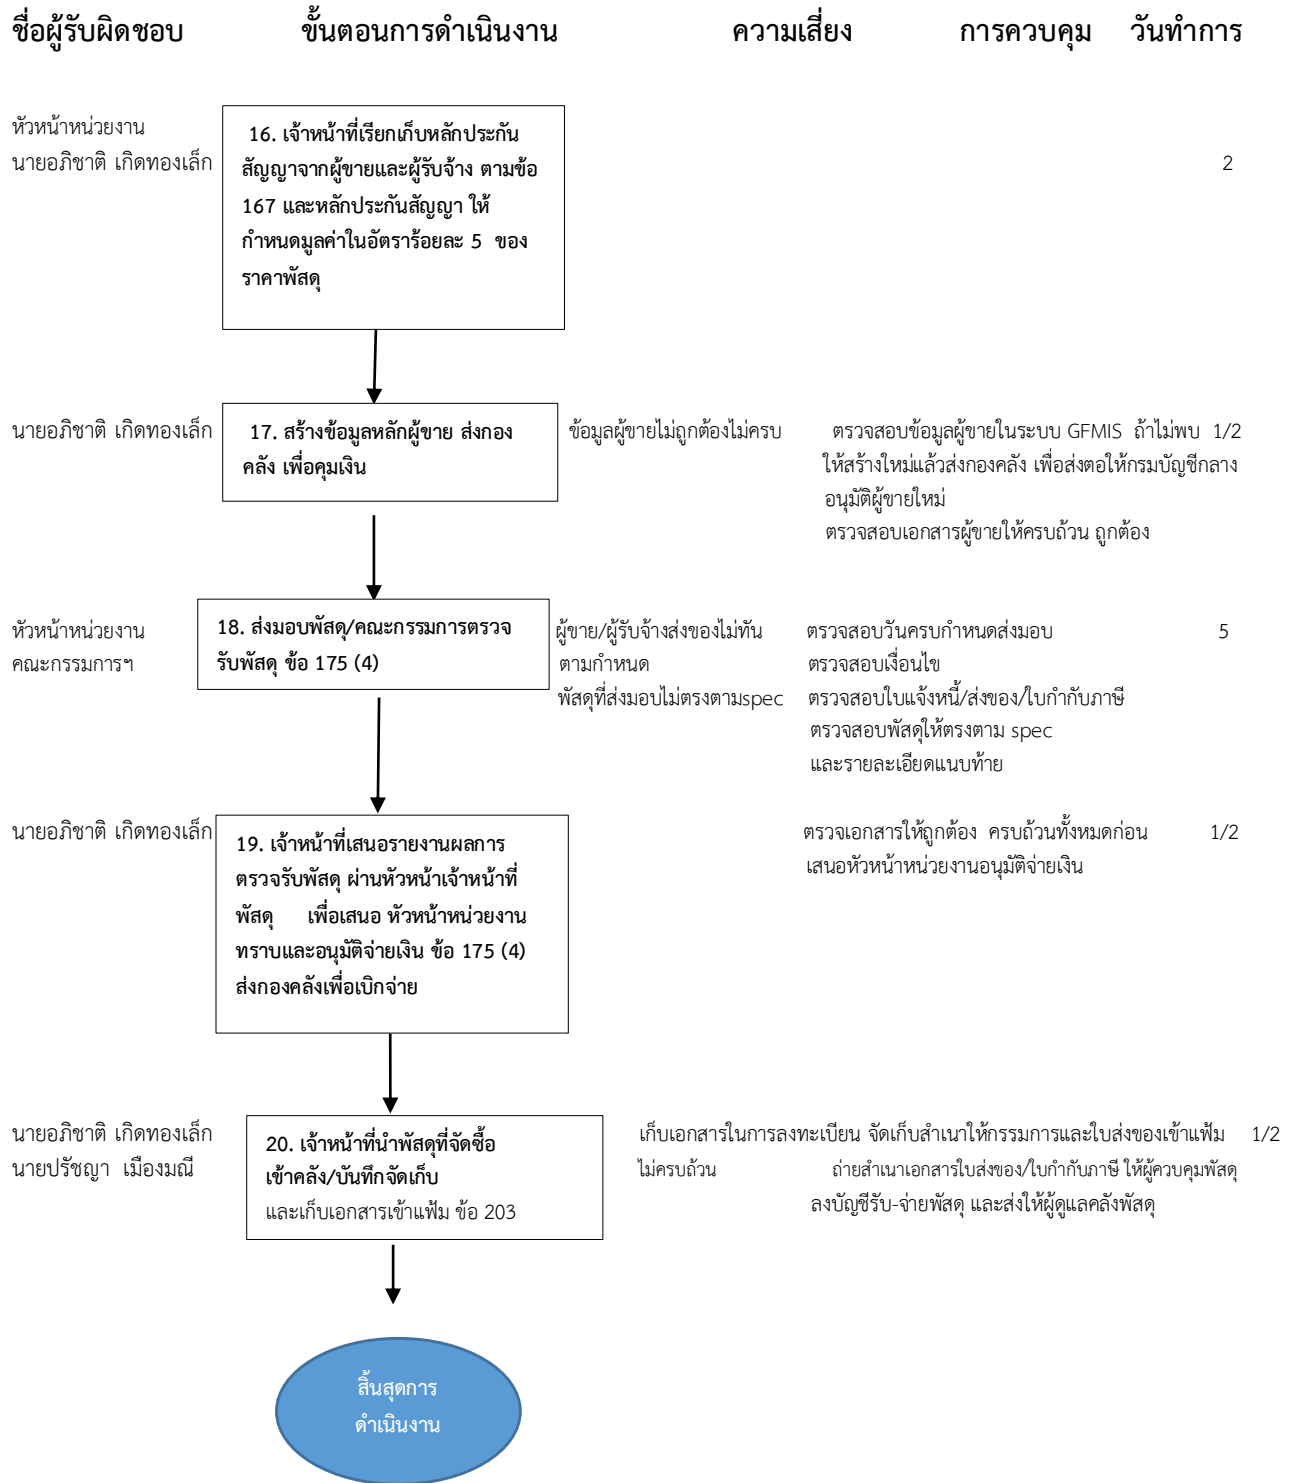 ชื่อผู้รับผิดชอบ ขั้นตอนการดำเนินงาน ความเสี่ยง การควบคุม วันทำการ
หัวหน้าหน่วยงาน
นายอภิชาติ เกิดทองเล็ก
16. เจ้าหน้าที่เรียกเก็บหลักประกัน
สัญญาจากผู้ขายและผู้รับจ้าง ตามข้อ
167 และหลักประกันสัญญา ให้
กำหนดมูลค่าในอัตราร้อยละ 5 ของ
ราคาพัสดุ
2
นายอภิชาติ เกิดทองเล็ก
17. สร้างข้อมูลหลักผู้ขาย ส่งกอง
คลัง เพื่อคุมเงิน
ข้อมูลผู้ขายไม่ถูกต้องไม่ครบ
ตรวจสอบข้อมูลผู้ขายในระบบ GFMIS ถ้าไม่พบ 1/2
ให้สร้างใหม่แล้วส่งกองคลัง เพื่อส่งตอให้กรมบัญชีกลาง
อนุมัติผู้ขายใหม่
ตรวจสอบเอกสารผู้ขายให้ครบถ้วน ถูกต้อง
หัวหน้าหน่วยงาน
คณะกรรมการฯ
18. ส่งมอบพัสดุ/คณะกรรมการตรวจ
รับพัสดุ ข้อ 175 (4)
ผู้ขาย/ผู้รับจ้างส่งของไม่ทัน
ตามกำหนด
พัสดุที่ส่งมอบไม่ตรงตามspec
ตรวจสอบวันครบกำหนดส่งมอบ 5
ตรวจสอบเงื่อนไข
ตรวจสอบใบแจ้งหนี้/ส่งของ/ใบกำกับภาษี
ตรวจสอบพัสดุให้ตรงตาม spec
และรายละเอียดแนบท้าย
นายอภิชาติ เกิดทองเล็ก
19. เจ้าหน้าที่เสนอรายงานผลการ
ตรวจรับพัสดุ ผ่านหัวหน้าเจ้าหน้าที่
พัสดุ เพื่อเสนอ หัวหน้าหน่วยงาน
ทราบและอนุมัติจ่ายเงิน ข้อ 175 (4)
ส่งกองคลังเพื่อเบิกจ่าย
ตรวจเอกสารให้ถูกต้อง ครบถ้วนทั้งหมดก่อน 1/2
เสนอหัวหน้าหน่วยงานอนุมัติจ่ายเงิน
นายอภิชาติ เกิดทองเล็ก
นายปรัชญา เมืองมณี
20. เจ้าหน้าที่นำพัสดุที่จัดซื้อ
เข้าคลัง/บันทึกจัดเก็บ
และเก็บเอกสารเข้าแฟ้ม ข้อ 203
เก็บเอกสารในการลงทะเบียน จัดเก็บสำเนาให้กรรมการและใบส่งของเข้าแฟ้ม 1/2
ไม่ครบถ้วน ถ่ายสำเนาเอกสารใบส่งของ/ใบกำกับภาษี ให้ผู้ควบคุมพัสดุ
ลงบัญชีรับ-จ่ายพัสดุ และส่งให้ผู้ดูแลคลังพัสดุ
สิ้นสุดการ
ดำเนินงาน